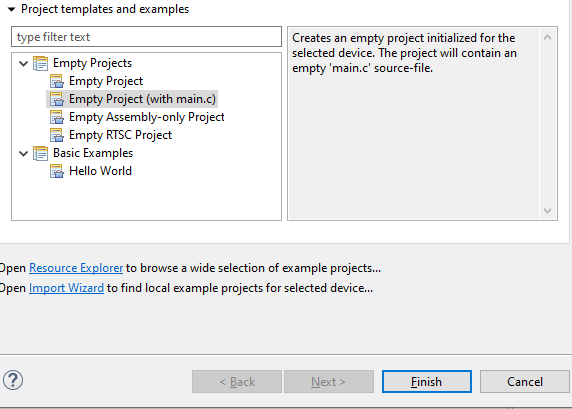 Project templates and examples
type filter text
Empty Projects
Empty Project
Empty Project (with main.c)
Empty Assembly-only Project
Empty RTSC Project
Basic Examples
Hello World
Creates an empty project initialized for the
selected device. The project will contain an
empty 'main.c' source-file.
Open Resource Explorer to browse a wide selection of example projects...
Open Import Wizard to find local example projects for selected device...
?
< Back
Next >
Finish
Cancel